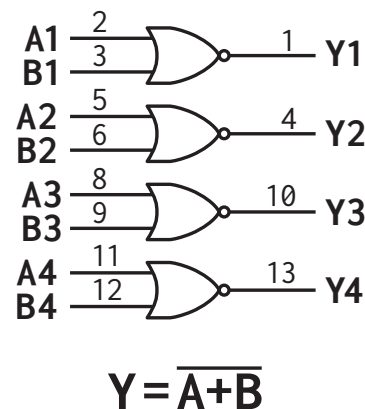 A1 2 1 Y1
B1 3
A2 5 4 Y2
B2 6
A3 8 10 Y3
B3 9
A4 11 13 Y4
B4 12
Y = \overline{A+B}